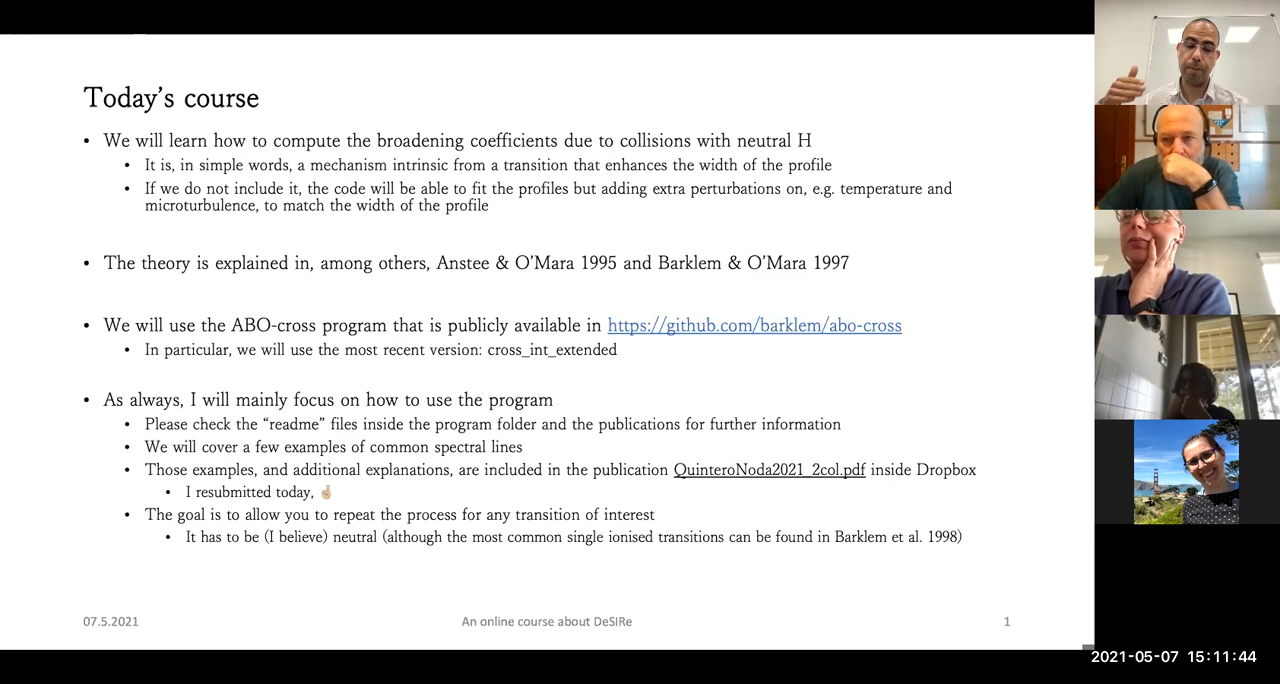 Today's course
• We will learn how to compute the broadening coefficients due to collisions with neutral H
• It is, in simple words, a mechanism intrinsic from a transition that enhances the width of the profile
• If we do not include it, the code will be able to fit the profiles but adding extra perturbations on, e.g. temperature and
microturbulence, to match the width of the profile
• The theory is explained in, among others, Anstee & O'Mara 1995 and Barklem & O'Mara 1997
• We will use the ABO-cross program that is publicly available in https://github.com/barklem/abo-cross
• In particular, we will use the most recent version: cross_int_extended
• As always, I will mainly focus on how to use the program
• Please check the “readme” files inside the program folder and the publications for further information
• We will cover a few examples of common spectral lines
• Those examples, and additional explanations, are included in the publication QuinteroNoda2021_2col.pdf inside Dropbox
• I resubmitted today, 🤞🏼
• The goal is to allow you to repeat the process for any transition of interest
• It has to be (I believe) neutral (although the most common single ionised transitions can be found in Barklem et al. 1998)
07.5.2021
An online course about DeSIRe
1
2021-05-07 15:11:44